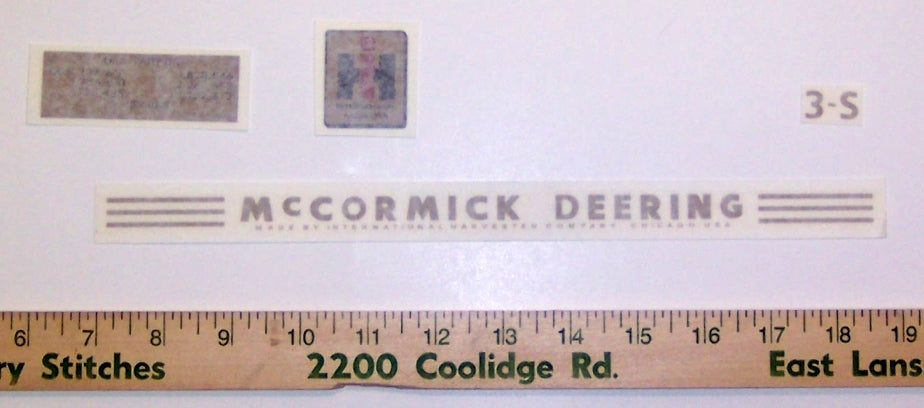 3-S
McCORMICK DEERING
MADE BY INTERNATIONAL HARVESTER COMPANY CHICAGO USA
6 7 8 9 10 11 12 13 14 15 16 17 18 19
ry Stitches 2200 Coolidge Rd. East Lans